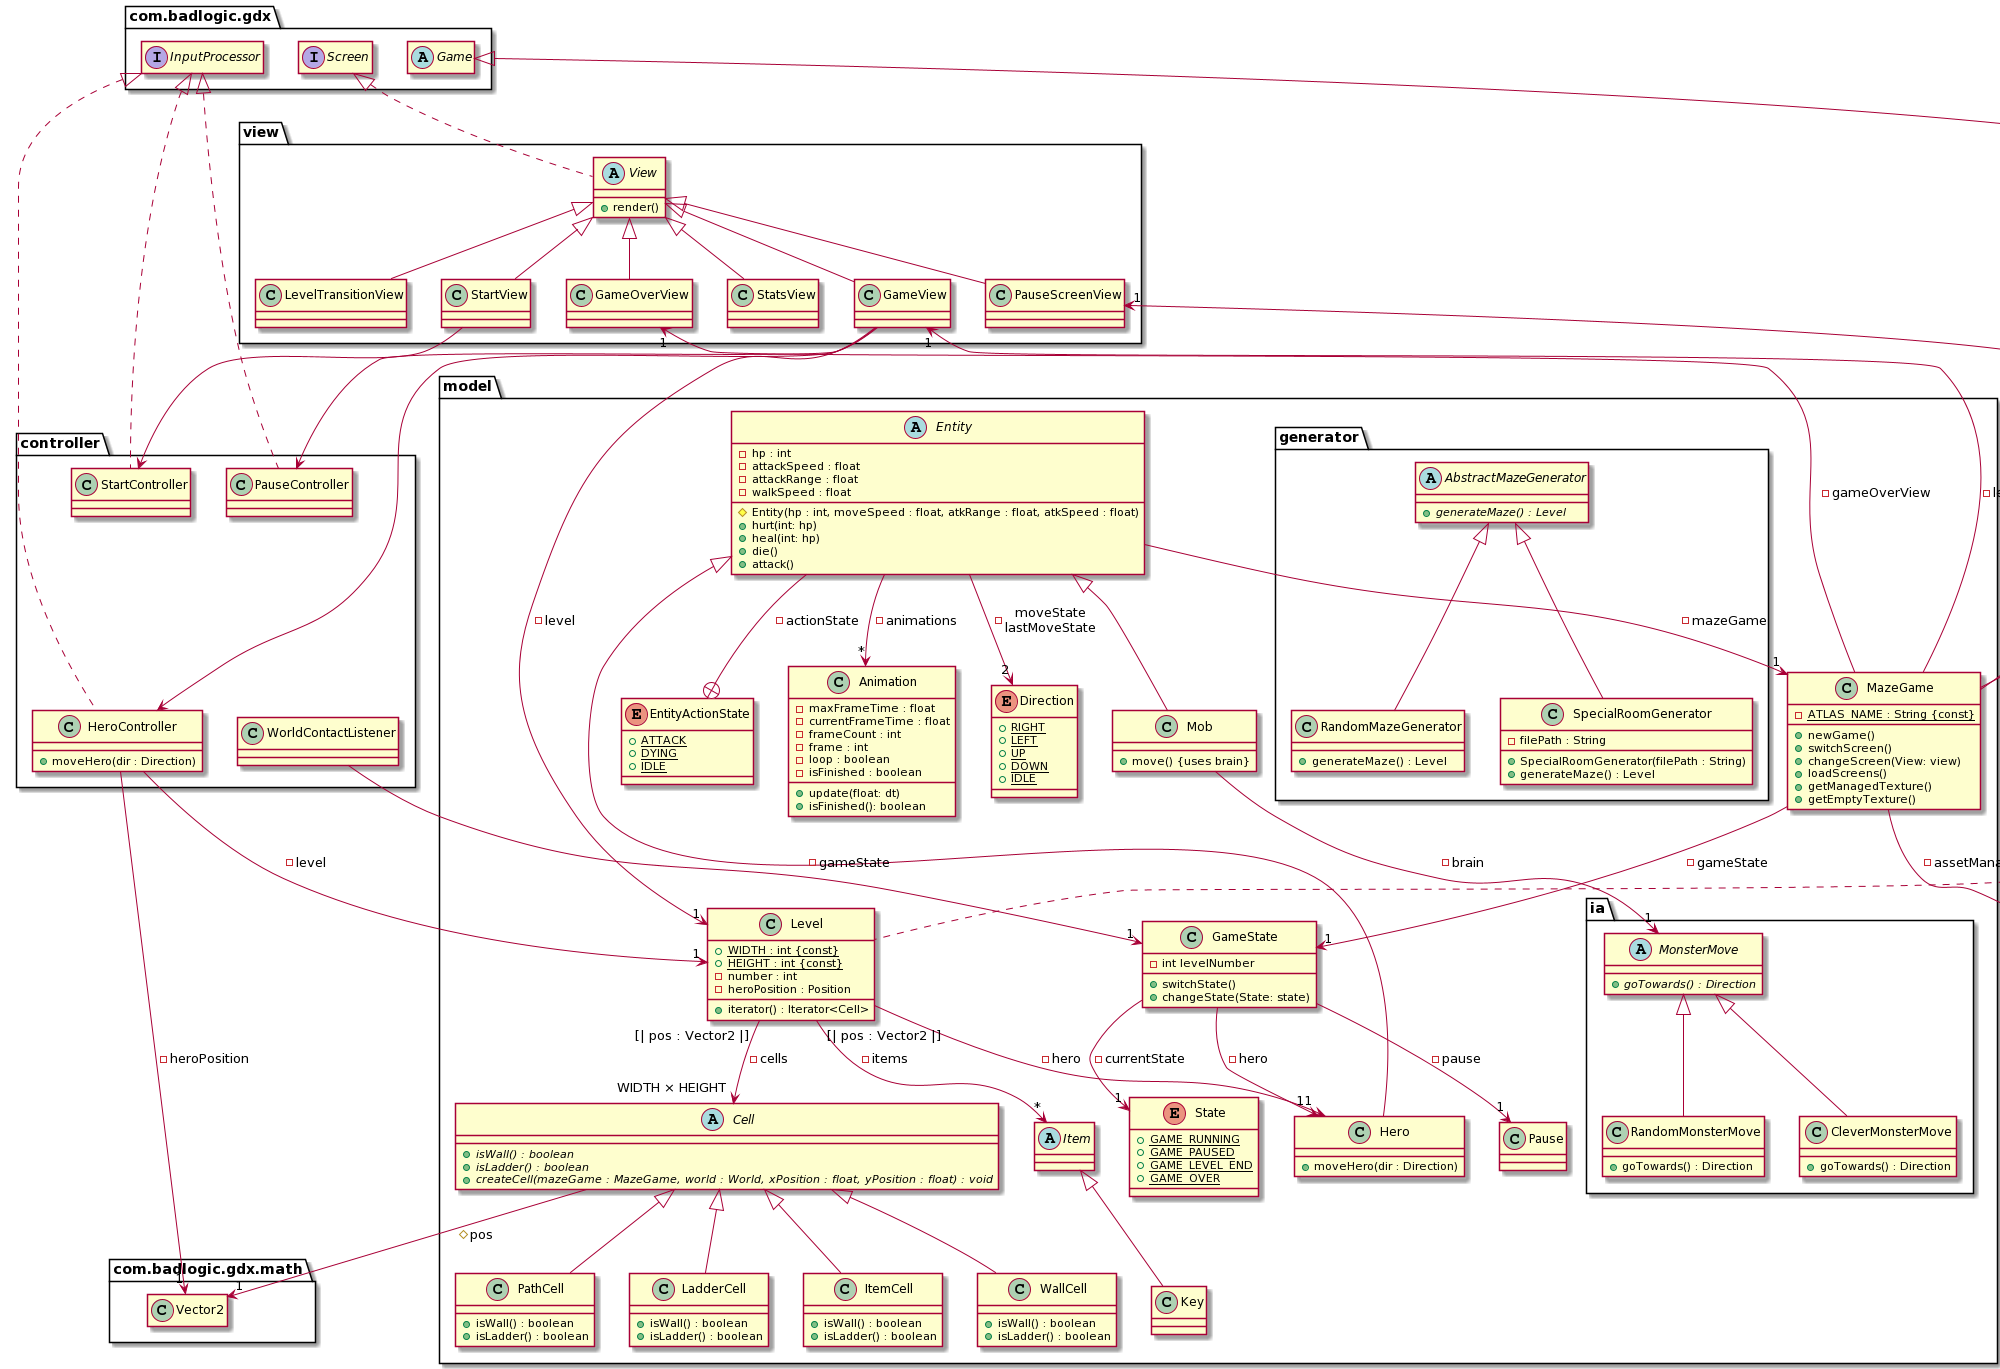 com.badlogic.gdx
I InputProcessor
I Screen
A Game
view
A View
render()
C LevelTransitionView
C StartView
C GameOverView
C StatsView
C GameView
C PauseScreenView
1
1
1
model
controller
C StartController
C PauseController
C HeroController
moveHero(dir : Direction)
C WorldContactListener
A Entity
hp : int
attackSpeed : float
attackRange : float
walkSpeed : float
Entity(hp : int, moveSpeed : float, atkRange : float, atkSpeed : float)
hurt(int: hp)
heal(int: hp)
die()
attack()
generator
A AbstractMazeGenerator
generateMaze() : Level
gameOverView
level
actionState
animations
moveState
lastMoveState
mazeGame
*
2
1
E EntityActionState
ATTACK
DYING
IDLE
C Animation
maxFrameTime : float
currentFrameTime : float
frameCount : int
frame : int
loop : boolean
isFinished : boolean
update(float: dt)
isFinished(): boolean
E Direction
RIGHT
LEFT
UP
DOWN
IDLE
C Mob
move() {uses brain}
C RandomMazeGenerator
generateMaze() : Level
C SpecialRoomGenerator
filePath : String
SpecialRoomGenerator(filePath : String)
generateMaze() : Level
C MazeGame
ATLAS_NAME : String {const}
newGame()
switchScreen()
changeScreen(View: view)
loadScreens()
getManagedTexture()
getEmptyTexture()
level
gameState
brain
gameState
assetMana
1
1
1
1
1
C Level
WIDTH : int {const}
HEIGHT : int {const}
number : int
heroPosition : Position
iterator() : Iterator<Cell>
C GameState
int levelNumber
switchState()
changeState(State: state)
ia
A MonsterMove
goTowards() : Direction
[| pos : Vector2 |]
[| pos : Vector2 |]
heroPosition
cells
items
hero
currentState
hero
pause
WIDTH × HEIGHT
*
1
11
1
A Cell
isWall() : boolean
isLadder() : boolean
createCell(mazeGame : MazeGame, world : World, xPosition : float, yPosition : float) : void
A Item
E State
GAME_RUNNING
GAME_PAUSED
GAME_LEVEL_END
GAME_OVER
C Hero
moveHero(dir : Direction)
C Pause
C RandomMonsterMove
goTowards() : Direction
C CleverMonsterMove
goTowards() : Direction
pos
com.badlogic.gdx.math
1
1
C Vector2
C PathCell
isWall() : boolean
isLadder() : boolean
C LadderCell
isWall() : boolean
isLadder() : boolean
C ItemCell
isWall() : boolean
isLadder() : boolean
C WallCell
isWall() : boolean
isLadder() : boolean
C Key